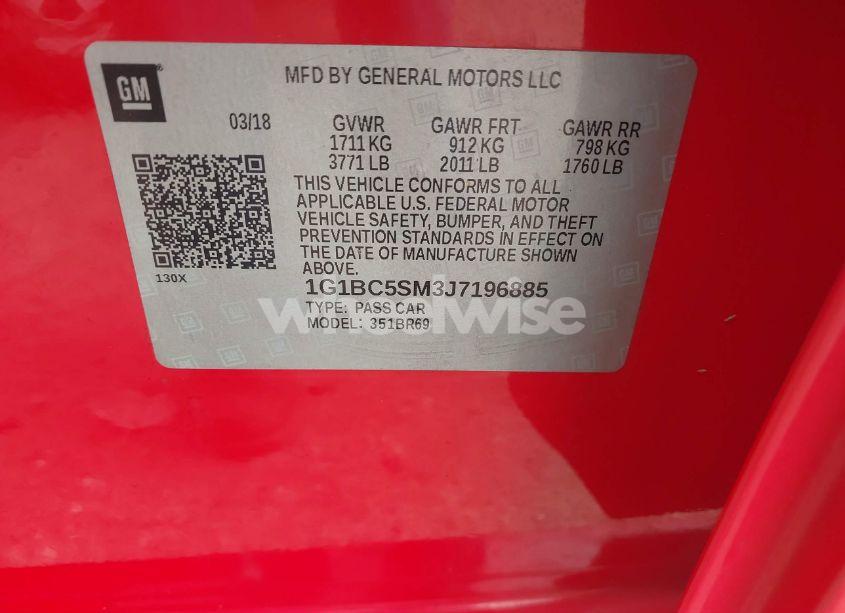 GM
MFD BY GENERAL MOTORS LLC
03/18
GVWR GAWR FRT GAWR RR
1711 KG 912 KG 798 KG
3771 LB 2011 LB 1760 LB
THIS VEHICLE CONFORMS TO ALL
APPLICABLE U.S. FEDERAL MOTOR
VEHICLE SAFETY, BUMPER, AND THEFT
PREVENTION STANDARDS IN EFFECT ON
THE DATE OF MANUFACTURE SHOWN
ABOVE.
130X
1G1BC5SM3J7196885
TYPE: PASS CAR
MODEL: 351BR69
wheelwise